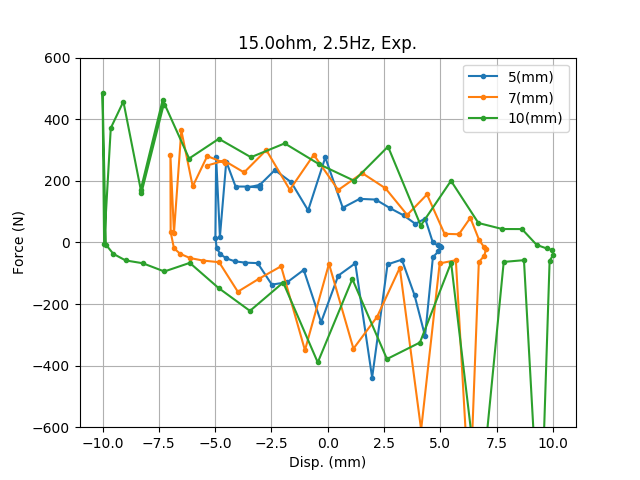 15.0ohm, 2.5Hz, Exp.
5(mm)
7(mm)
10(mm)
600
400
200
0
−200
−400
−600
Force (N)
−10.0 −7.5 −5.0 −2.5 0.0 2.5 5.0 7.5 10.0
Disp. (mm)